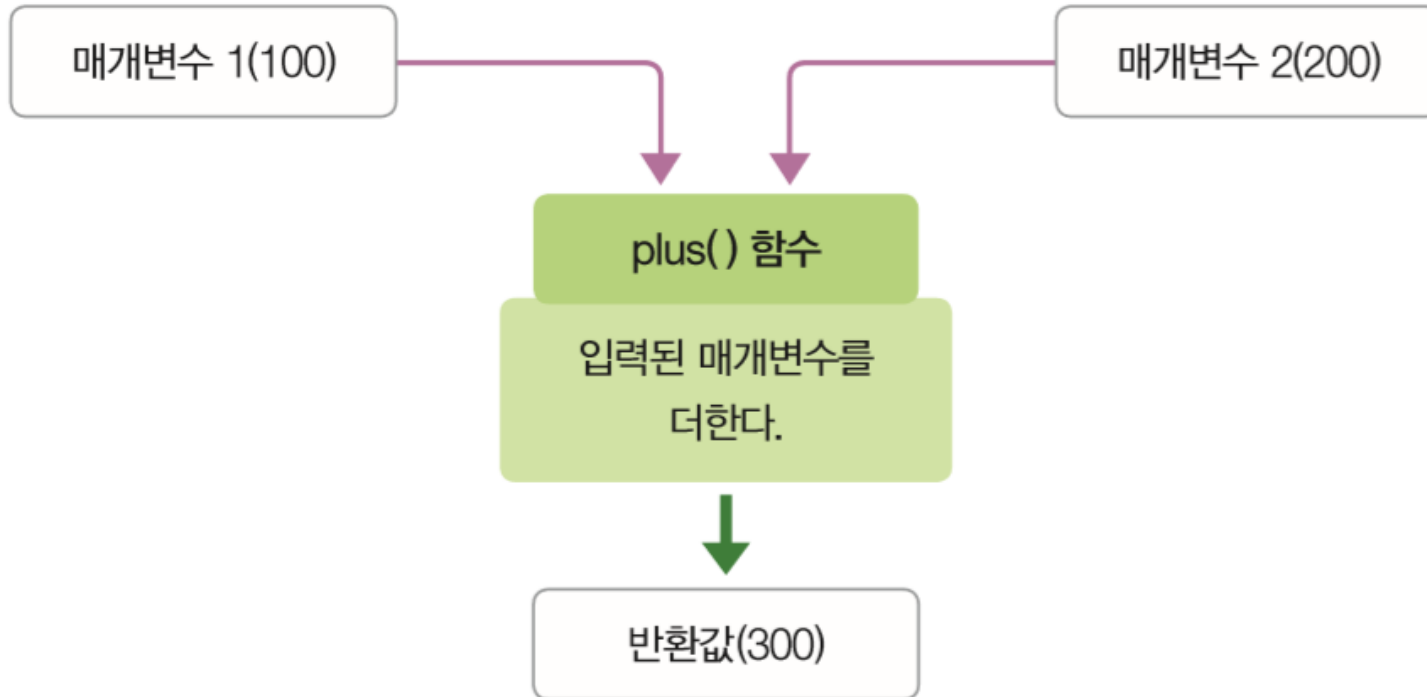 매개변수 1(100)
매개변수 2(200)
plus( ) 함수
입력된 매개변수를
더한다.
반환값(300)